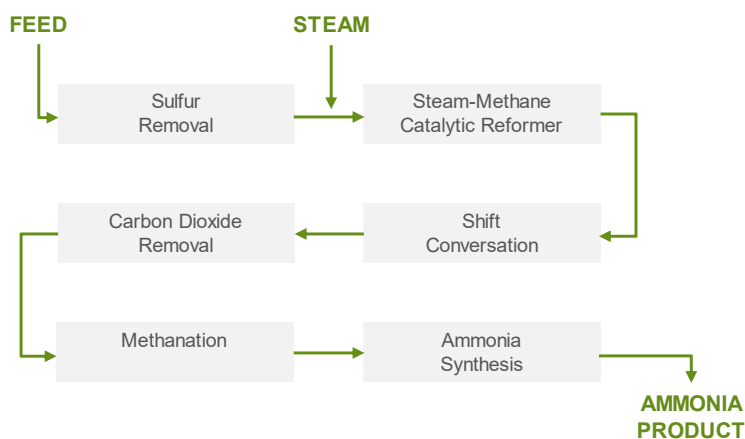 FEED
STEAM
Sulfur
Removal
Steam-Methane
Catalytic Reformer
Carbon Dioxide
Removal
Shift
Conversation
Methanation
Ammonia
Synthesis
AMMONIA
PRODUCT